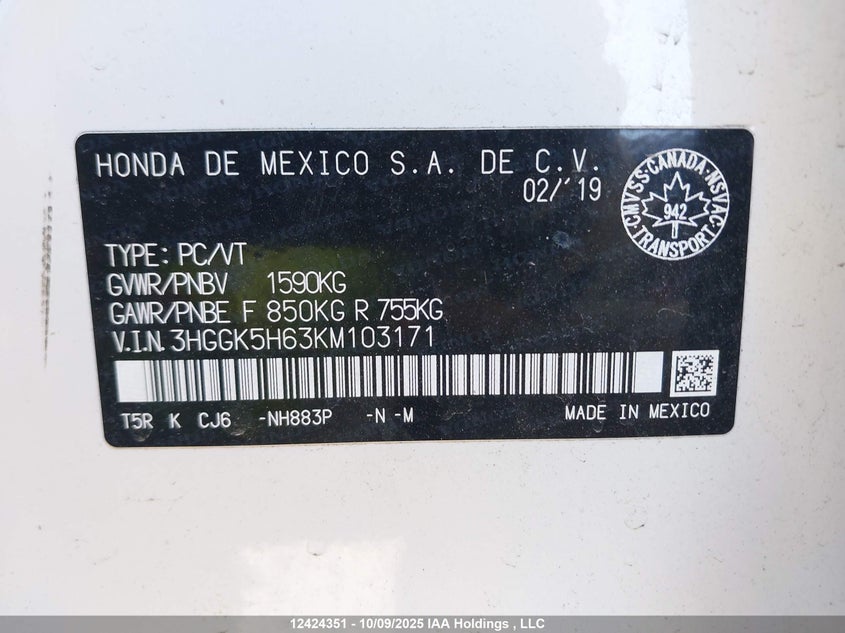 HONDA DE MEXICO S.A. DE C.V.
02/'19
CMVSS·CANADA·NSVAC·TRANSPORT·
942
TYPE: PC/VT
GVWR/PNBV 1590KG
GAWR/PNBE F 850KG R 755KG
V.I.N. 3HGGK5H63KM103171
T5R K CJ6 -NH883P -N -M
MADE IN MEXICO
12424351 - 10/09/2025 IAA Holdings , LLC